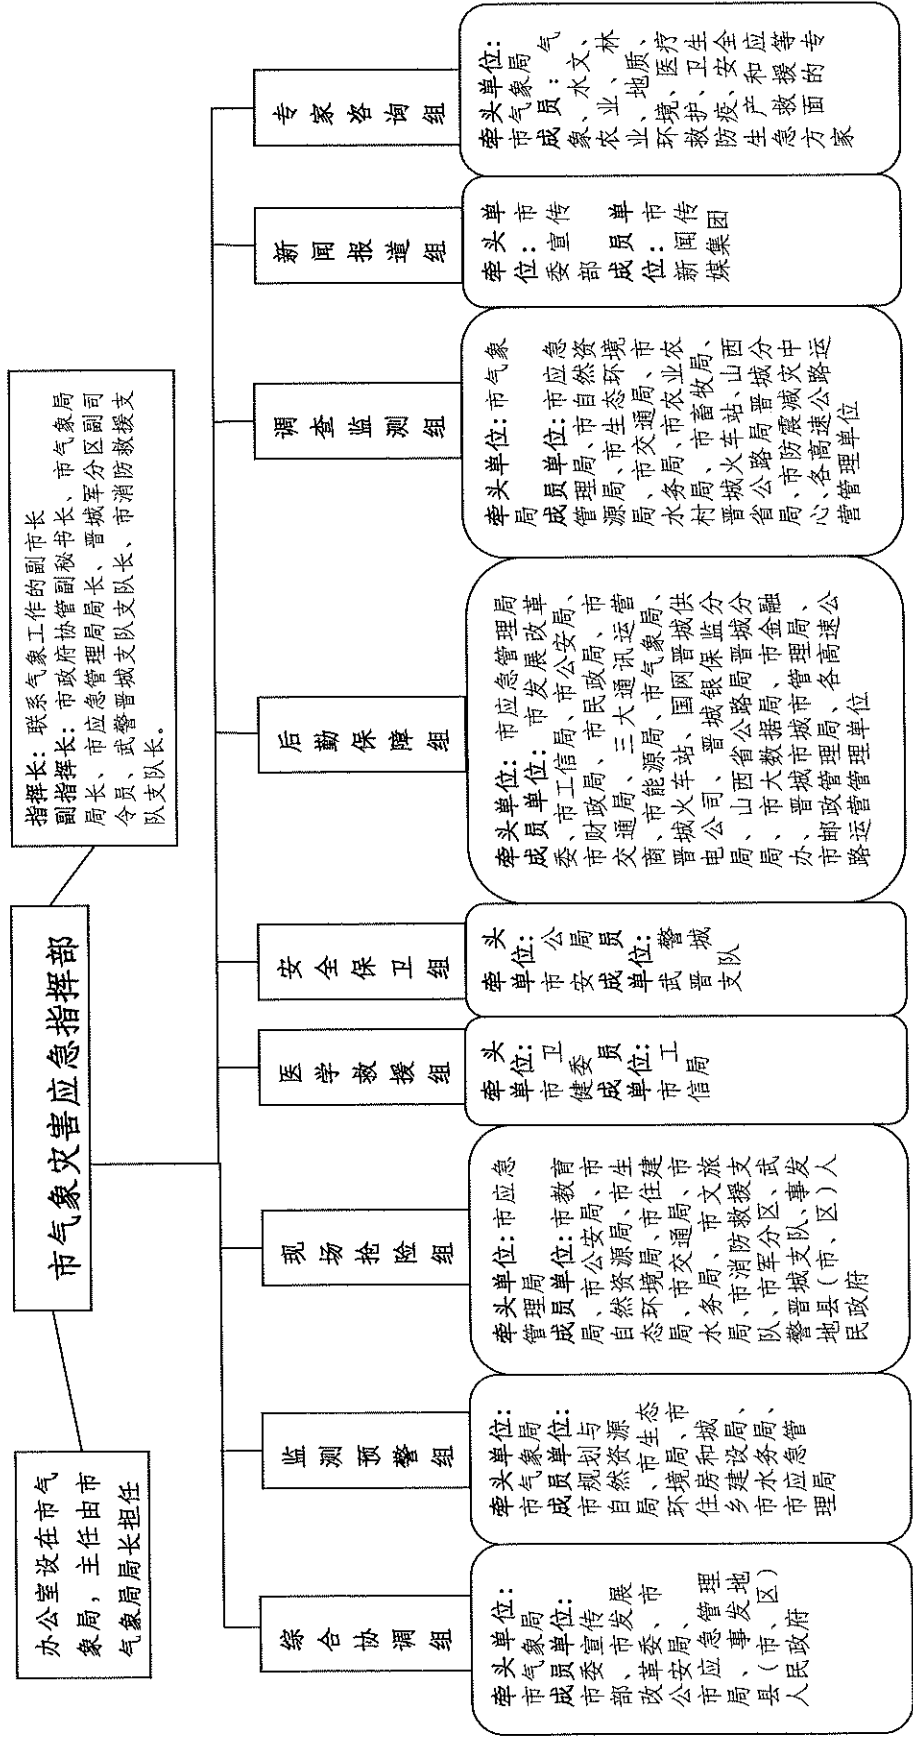 市气象灾害应急指挥部
办公室设在市气
象局，主任由市
气象局局长担任
指挥长：联系气象工作的副市长
副指挥长：市政府协管副秘书长、市气象局
局长、市应急管理局局长、晋城军分区副司
令员、武警晋城支队支队长、市消防救援支
队支队长。
综合协调组
牵头单位：
市气象局
成员单位：
市委宣传
部、市发展
改革委、市
公安局、
市应急管理
局、事发地
县（市、区）
人民政府
监测预警组
牵头单位：
市气象局
成员单位：
市规划与
自然资源
局、市生态
环境局、市
住房和城
乡建设局、
市水务局、
市应急管
理局
现场抢险组
牵头单位：市应急
管理局
成员单位：市教育
局、市公安局、市
自然资源局、市生
态环境局、市住建
局、市交通局、市
水务局、市文旅
局、市消防救援支
队、市军分区、武
警晋城支队、事发
地县（市、区）人
民政府
医学救援组
牵头
单位：
市卫
健委
成员
单位：
市工
信局
安全保卫组
牵头
单位：
市公
安局
成员
单位：
武警
晋城
支队
后勤保障组
牵头单位：市应急管理局
成员单位：市发展改革
委、市工信局、市公安局、
市财政局、市民政局、市
交通局、三大通讯运营
商、市能源局、市气象局、
晋城火车站、国网晋城供
电公司、晋城银保监分
局、山西省公路局晋城分
局、市大数据局、市金融
办、晋城市城市管理局、
市邮政管理局、各高速公
路运营管理单位
调查监测组
牵头单位：市气象
局
成员单位：市应急
管理局、市自然资
源局、市生态环境
局、市交通局、市
水务局、市农业农
村局、市畜牧局、
晋城火车站、山西
省公路局晋城分
局、市防震减灾中
心、各高速公路运
营管理单位
新闻报道组
牵头单
位：市
委宣传
部
成员单
位：市
新闻传
媒集团
专家咨询组
牵头单位：
市气象局
成员：气
象、水文、
农业、林
业、地质、
环境、医疗
救护、卫生
防疫、安全
生产和应
急救援等
方面的专
家